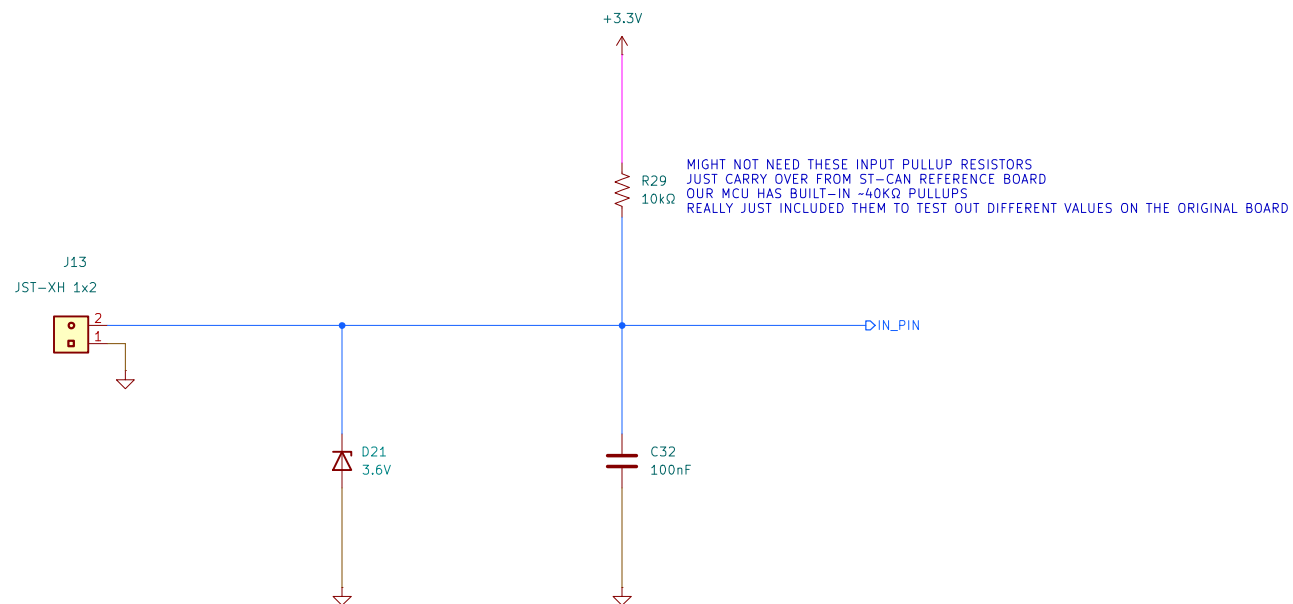 +3.3V
MIGHT NOT NEED THESE INPUT PULLUP RESISTORS
JUST CARRY OVER FROM ST-CAN REFERENCE BOARD
OUR MCU HAS BUILT-IN ~40KΩ PULLUPS
REALLY JUST INCLUDED THEM TO TEST OUT DIFFERENT VALUES ON THE ORIGINAL BOARD
R29
10kΩ
J13
JST-XH 1x2
2
1
IN_PIN
D21
3.6V
C32
100nF